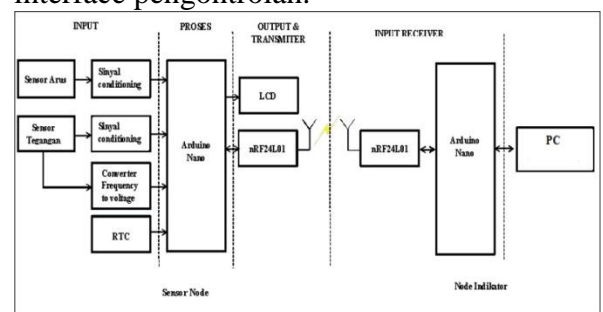 interface pengontrolan.
INPUT
PROSES
OUTPUT &
TRANSMITER
INPUT RECEIVER
Sensor Arus
Sinyal
conditioning
Sensor
Tegangan
Sinyal
conditioning
Converter
Frequency
to voltage
RTC
Arduino
Nano
LCD
nRF24L01
nRF24L01
Arduino
Nano
PC
Sensor Node
Node Indikator